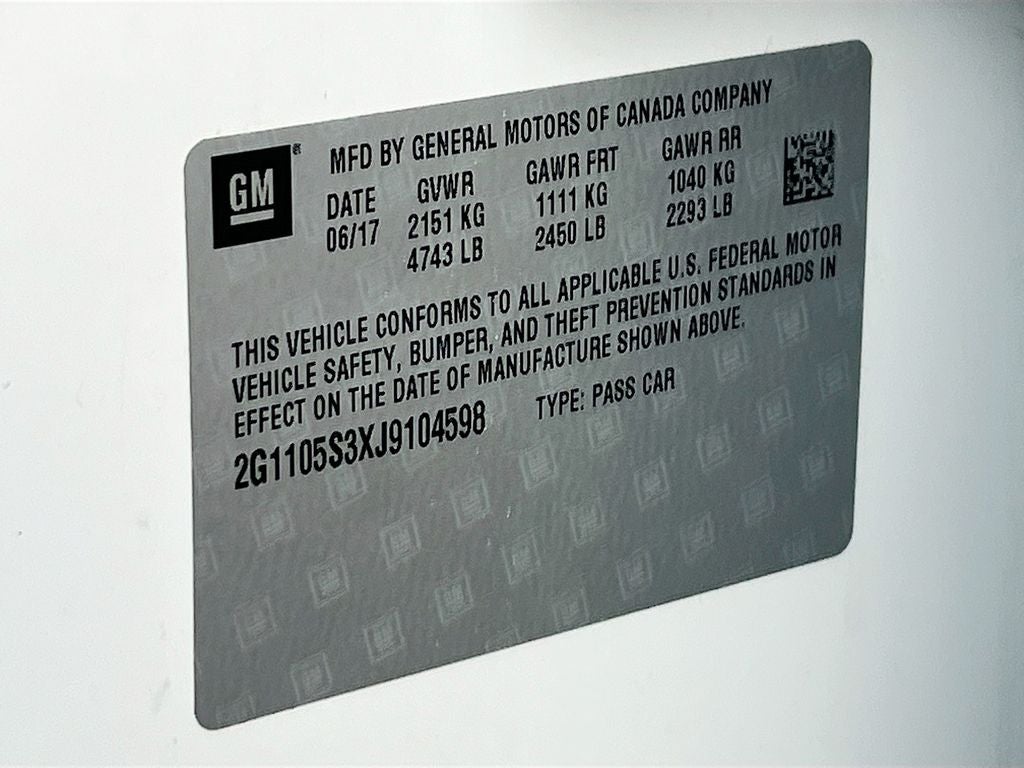 GM ®
MFD BY GENERAL MOTORS OF CANADA COMPANY
DATE GVWR GAWR FRT GAWR RR
06/17 2151 KG 1111 KG 1040 KG
4743 LB 2450 LB 2293 LB
THIS VEHICLE CONFORMS TO ALL APPLICABLE U.S. FEDERAL MOTOR
VEHICLE SAFETY, BUMPER, AND THEFT PREVENTION STANDARDS IN
EFFECT ON THE DATE OF MANUFACTURE SHOWN ABOVE.
2G1105S3XJ9104598 TYPE: PASS CAR